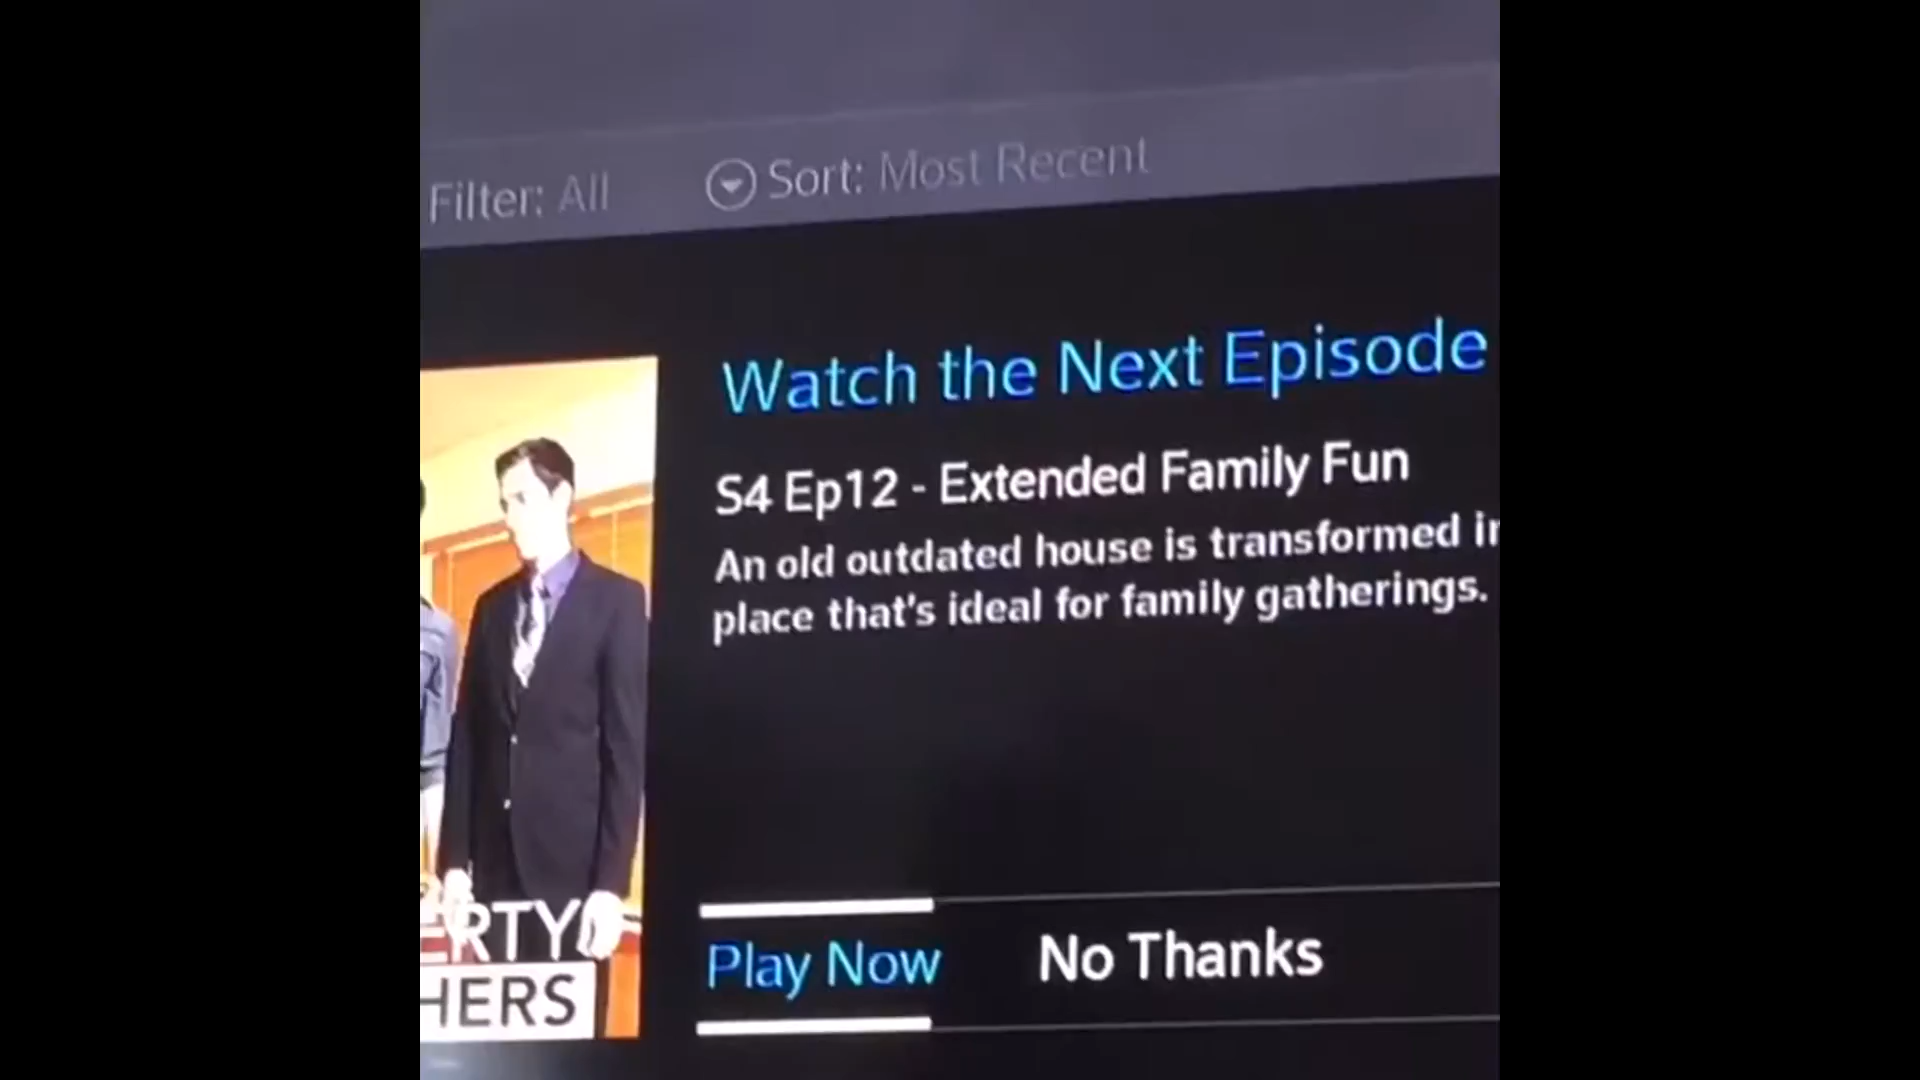 Filter: All
Sort: Most Recent
Watch the Next Episode
S4 Ep12 - Extended Family Fun
An old outdated house is transformed
place that's ideal for family gatherings.
ERTY
HERS
Play Now
No Thanks